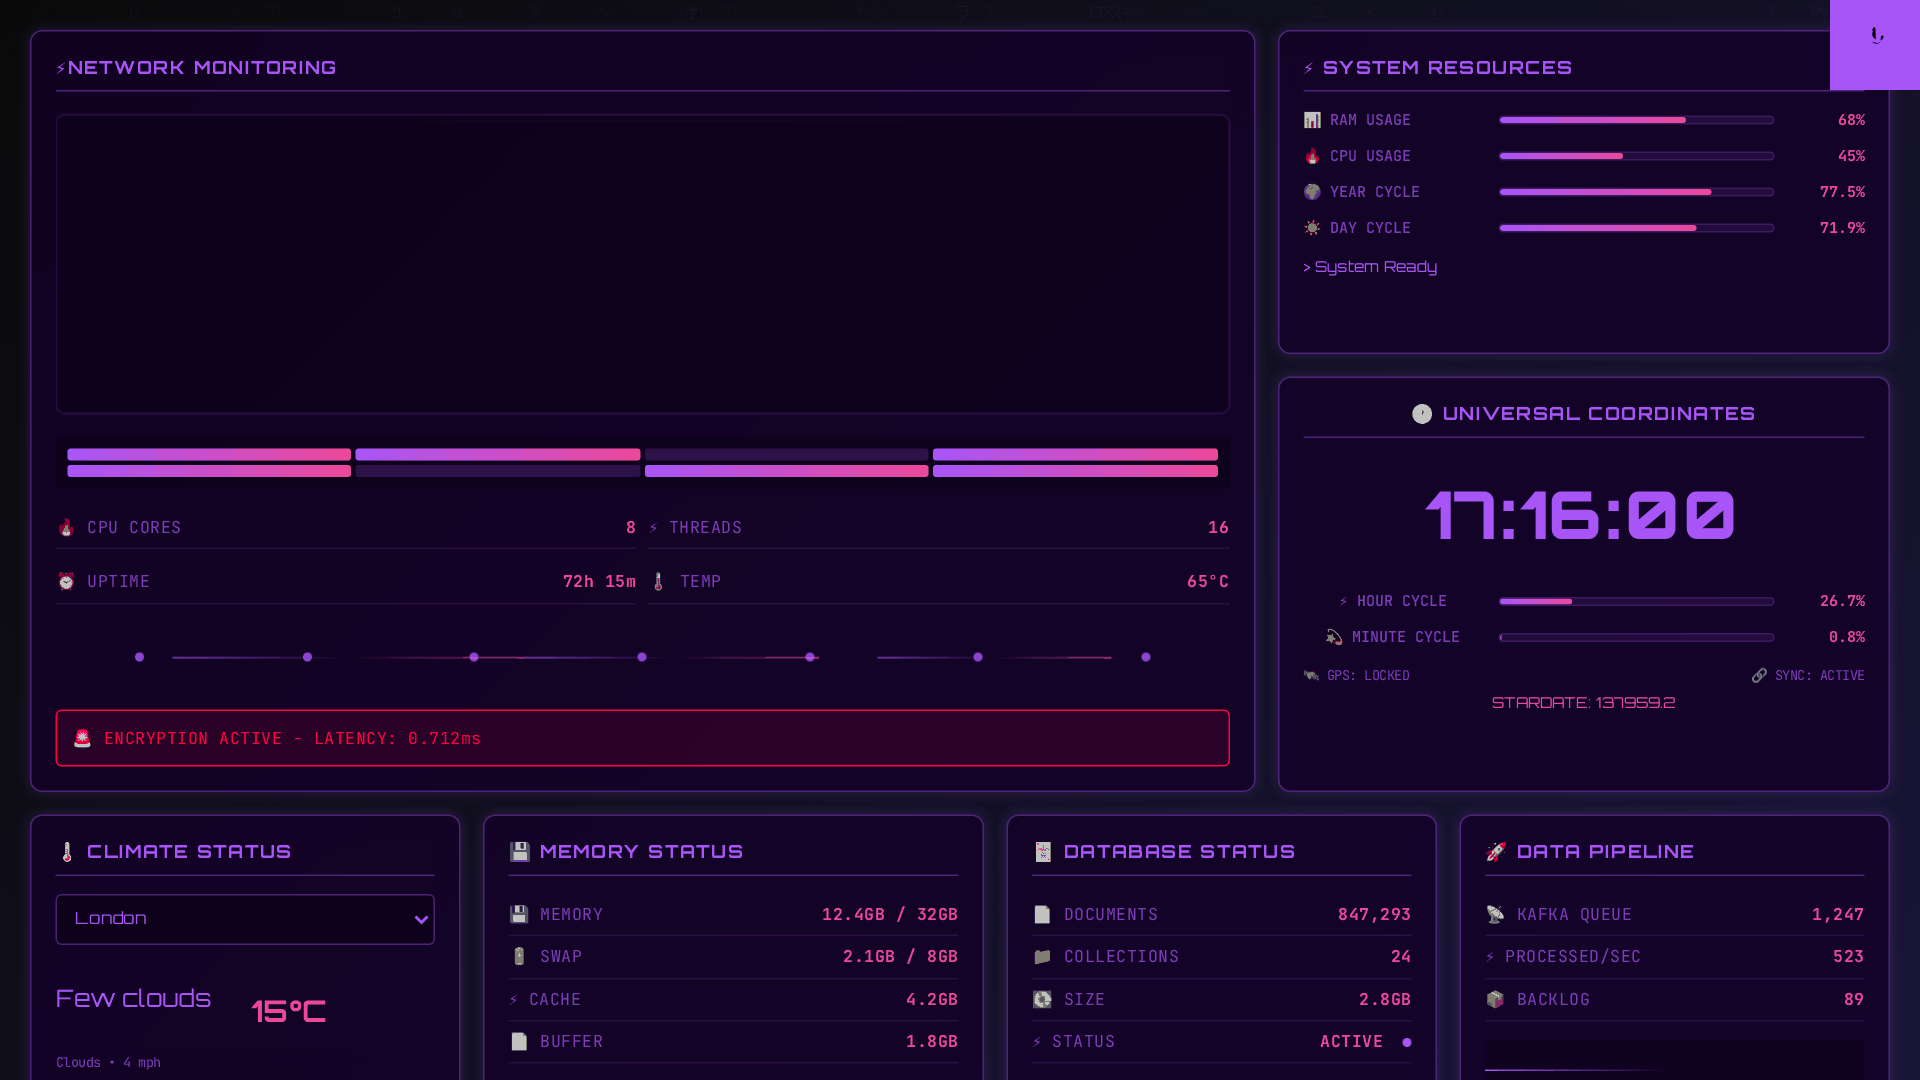 ⚡NETWORK MONITORING
CPU CORES 8
⚡ THREADS 16
UPTIME 72h 15m
TEMP 65°C
ENCRYPTION ACTIVE - LATENCY: 0.712ms
⚡ SYSTEM RESOURCES
RAM USAGE 68%
CPU USAGE 45%
YEAR CYCLE 77.5%
DAY CYCLE 71.9%
> System Ready
UNIVERSAL COORDINATES
17:16:00
⚡ HOUR CYCLE 26.7%
MINUTE CYCLE 0.8%
GPS: LOCKED
SYNC: ACTIVE
STARDATE: 137959.2
CLIMATE STATUS
London
Few clouds
15°C
Clouds • 4 mph
MEMORY STATUS
MEMORY 12.4GB / 32GB
SWAP 2.1GB / 8GB
⚡ CACHE 4.2GB
BUFFER 1.8GB
DATABASE STATUS
DOCUMENTS 847,293
COLLECTIONS 24
SIZE 2.8GB
⚡ STATUS ACTIVE
DATA PIPELINE
KAFKA QUEUE 1,247
⚡ PROCESSED/SEC 523
BACKLOG 89